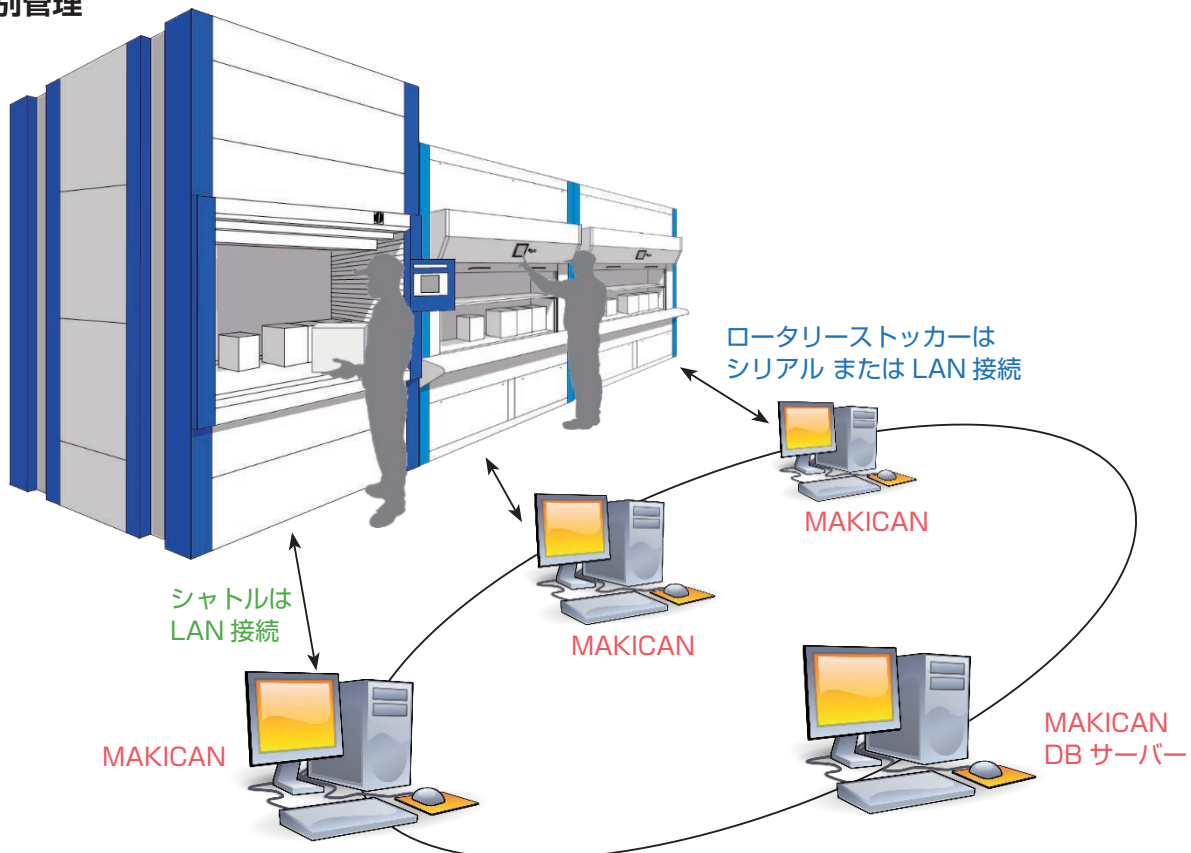 別管理
ロータリーストッカーは
シリアル または LAN 接続
MAKICAN
シャトルは
LAN 接続
MAKICAN
MAKICAN
MAKICAN
DB サーバー